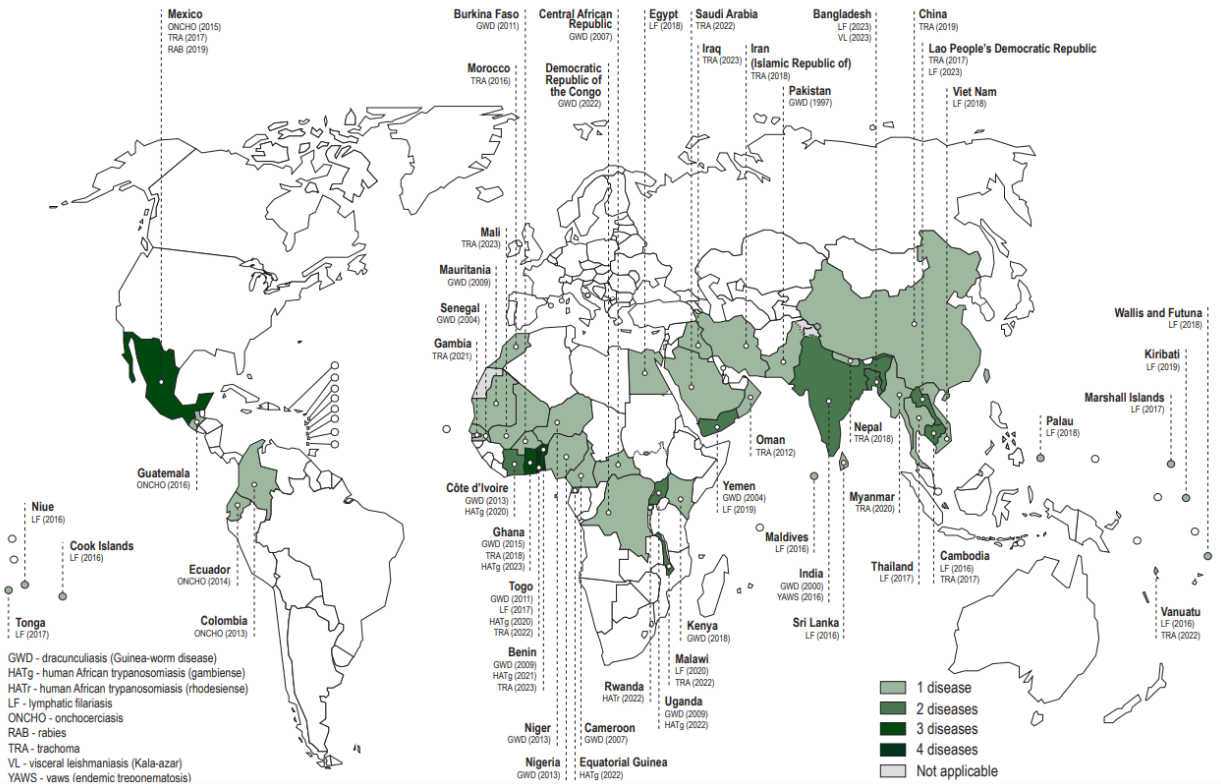 Mexico
ONCHO (2015)
TRA (2017)
RAB (2019)
Burkina Faso
GWD (2011)
Central African
Republic
GWD (2007)
Egypt
LF (2018)
Saudi Arabia
TRA (2022)
Bangladesh
LF (2023)
VL (2023)
China
TRA (2019)
Morocco
TRA (2016)
Democratic
Republic of
the Congo
GWD (2022)
Iraq
TRA (2023)
Iran
(Islamic Republic of)
TRA (2018)
Lao People's Democratic Republic
TRA (2017)
LF (2023)
Pakistan
GWD (1997)
Viet Nam
LF (2018)
Mali
TRA (2023)
Mauritania
GWD (2009)
Senegal
GWD (2004)
Gambia
TRA (2021)
Wallis and Futuna
LF (2018)
Kiribati
LF (2019)
Marshall Islands
LF (2017)
Palau
LF (2018)
Guatemala
ONCHO (2016)
Niue
LF (2016)
Cook Islands
LF (2016)
Ecuador
ONCHO (2014)
Tonga
LF (2017)
Colombia
ONCHO (2013)
Côte d'Ivoire
GWD (2013)
HATg (2020)
Ghana
GWD (2015)
TRA (2018)
HATg (2023)
Togo
GWD (2011)
LF (2017)
HATg (2020)
TRA (2022)
Benin
GWD (2009)
HATg (2021)
TRA (2023)
Niger
GWD (2013)
Nigeria
GWD (2013)
Cameroon
GWD (2007)
Equatorial Guinea
HATg (2022)
Rwanda
HATr (2022)
Uganda
GWD (2009)
HATg (2022)
Malawi
LF (2020)
TRA (2022)
Kenya
GWD (2018)
Yemen
GWD (2004)
LF (2019)
Oman
TRA (2012)
Maldives
LF (2016)
India
GWD (2000)
YAWS (2016)
Sri Lanka
LF (2016)
Nepal
TRA (2018)
Myanmar
TRA (2020)
Thailand
LF (2017)
Cambodia
LF (2016)
TRA (2017)
Vanuatu
LF (2016)
TRA (2022)
GWD - dracunculiasis (Guinea-worm disease)
HATg - human African trypanosomiasis (gambiense)
HATr - human African trypanosomiasis (rhodesiense)
LF - lymphatic filariasis
ONCHO - onchocerciasis
RAB - rabies
TRA - trachoma
VL - visceral leishmaniasis (Kala-azar)
YAWS - yaws (endemic treponematosis)
1 disease
2 diseases
3 diseases
4 diseases
Not applicable